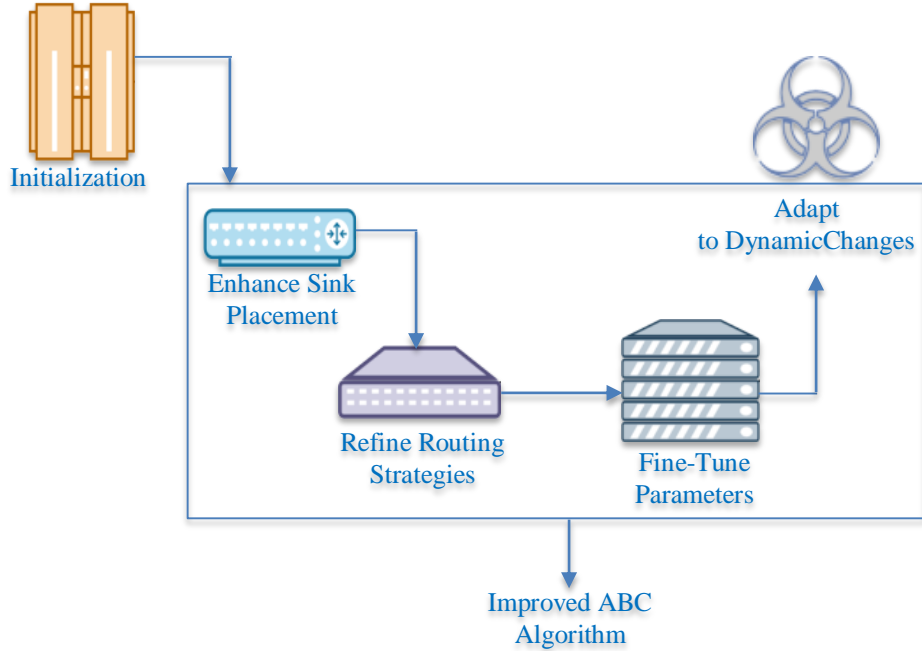 Initialization
Adapt
to DynamicChanges
Enhance Sink
Placement
Refine Routing
Strategies
Fine-Tune
Parameters
Improved ABC
Algorithm